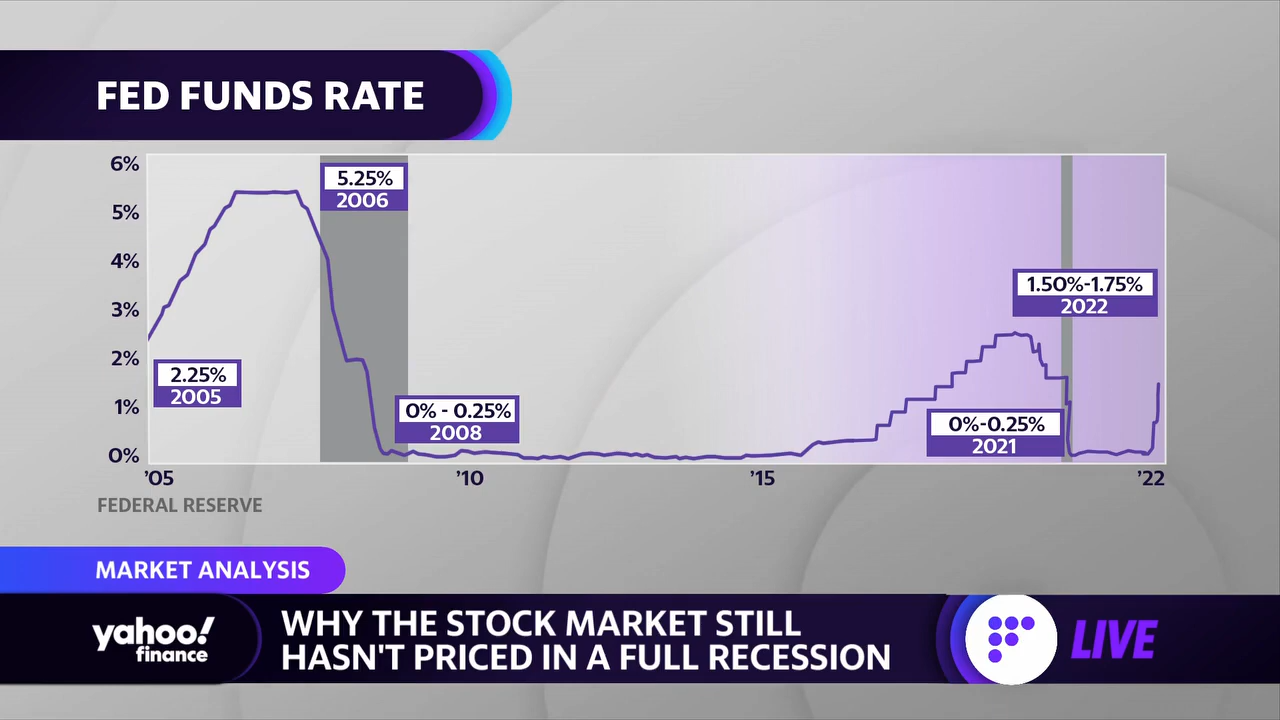 FED FUNDS RATE
6%
5%
4%
3%
2%
1%
0%
5.25%
2006
2.25%
2005
0% - 0.25%
2008
1.50%-1.75%
2022
0%-0.25%
2021
’05
’10
’15
’22
FEDERAL RESERVE
MARKET ANALYSIS
yahoo!
finance
WHY THE STOCK MARKET STILL
HASN'T PRICED IN A FULL RECESSION
LIVE